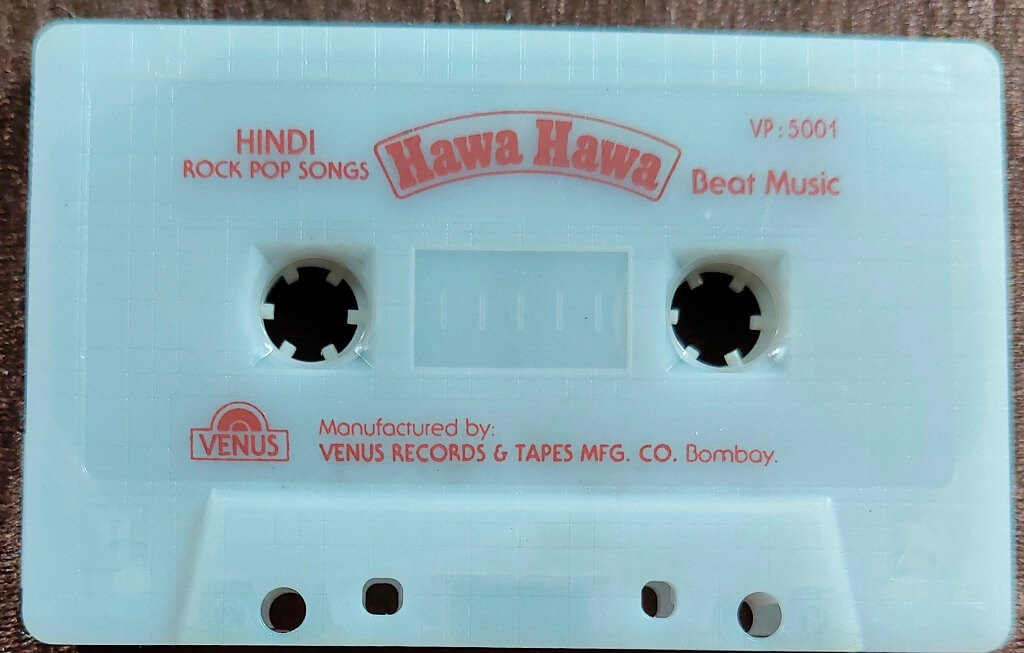 HINDI
ROCK POP SONGS
Hawa Hawa
VP : 5001
Beat Music
VENUS
Manufactured by:
VENUS RECORDS & TAPES MFG. CO. Bombay.